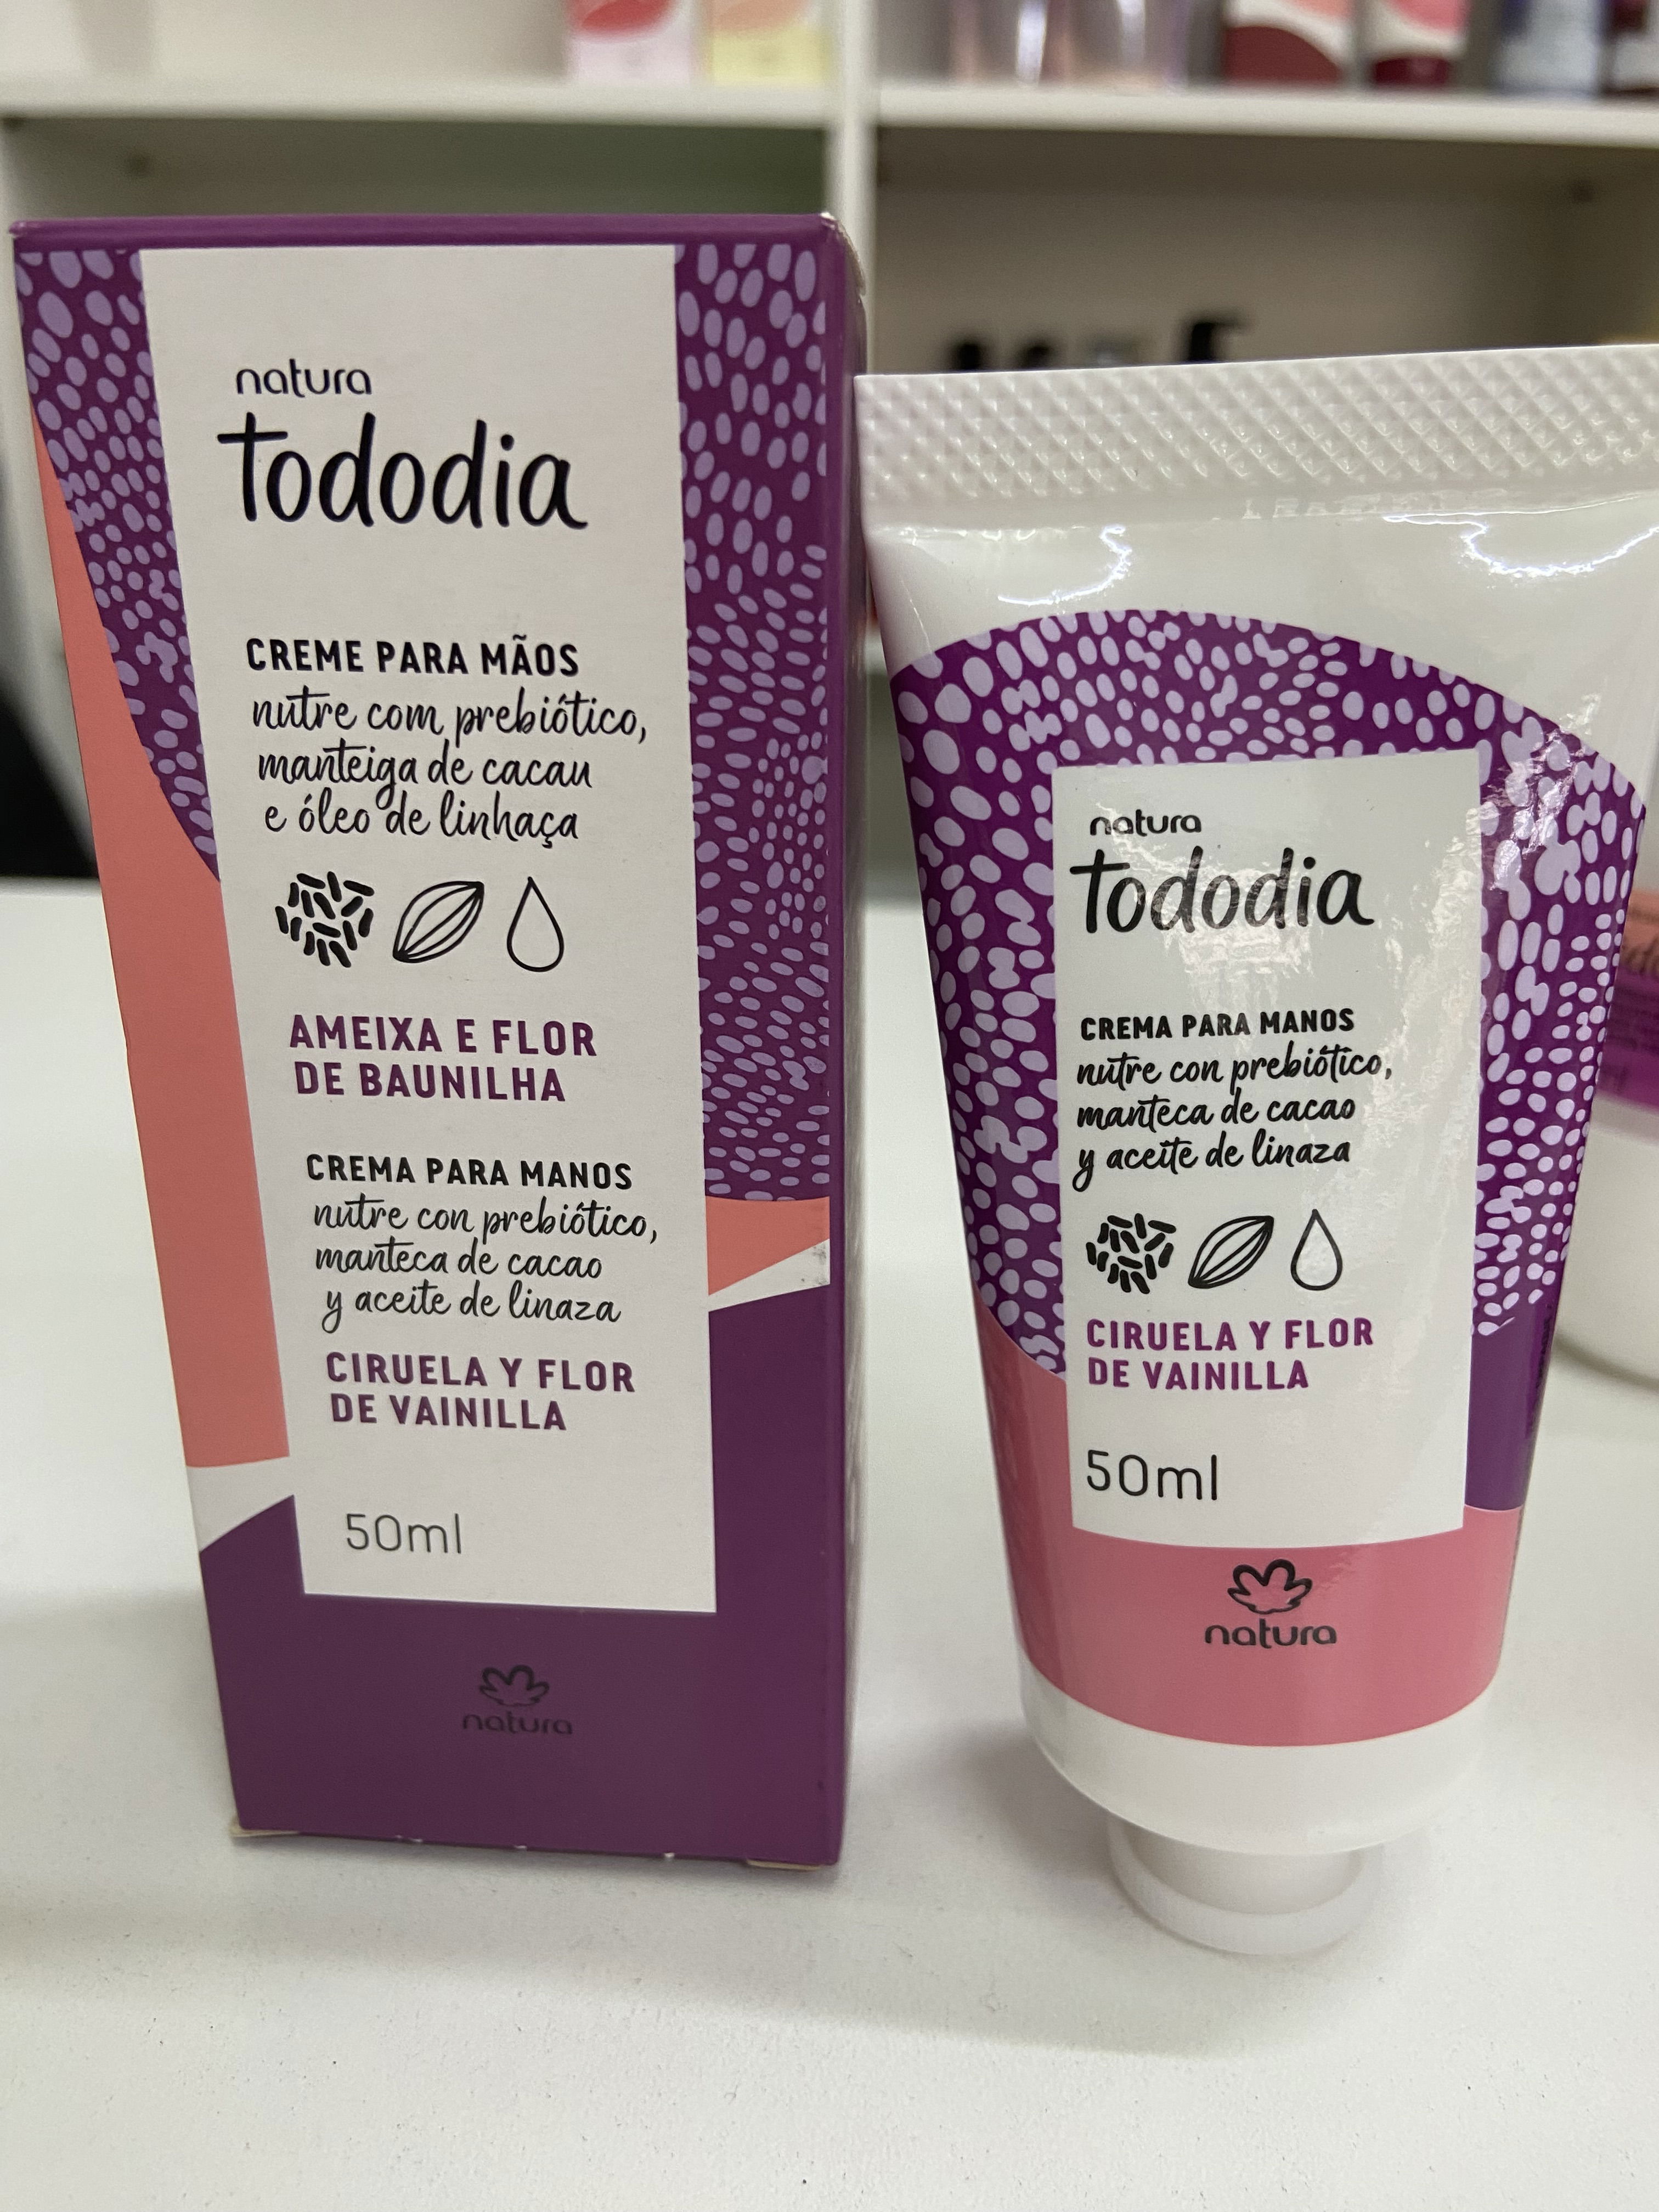 natura
tododia
CREME PARA MÃOS
nutre com prebiótico,
manteiga de cacau
e óleo de linhaça
AMEIXA E FLOR
DE BAUNILHA
CREMA PARA MANOS
nutre con prebiótico,
manteca de cacao
y aceite de linaza
CIRUELA Y FLOR
DE VAINILLA
50ml
natura
natura
tododia
CREMA PARA MANOS
nutre con prebiótico,
manteca de cacao
y aceite de linaza
CIRUELA Y FLOR
DE VAINILLA
50ml
natura